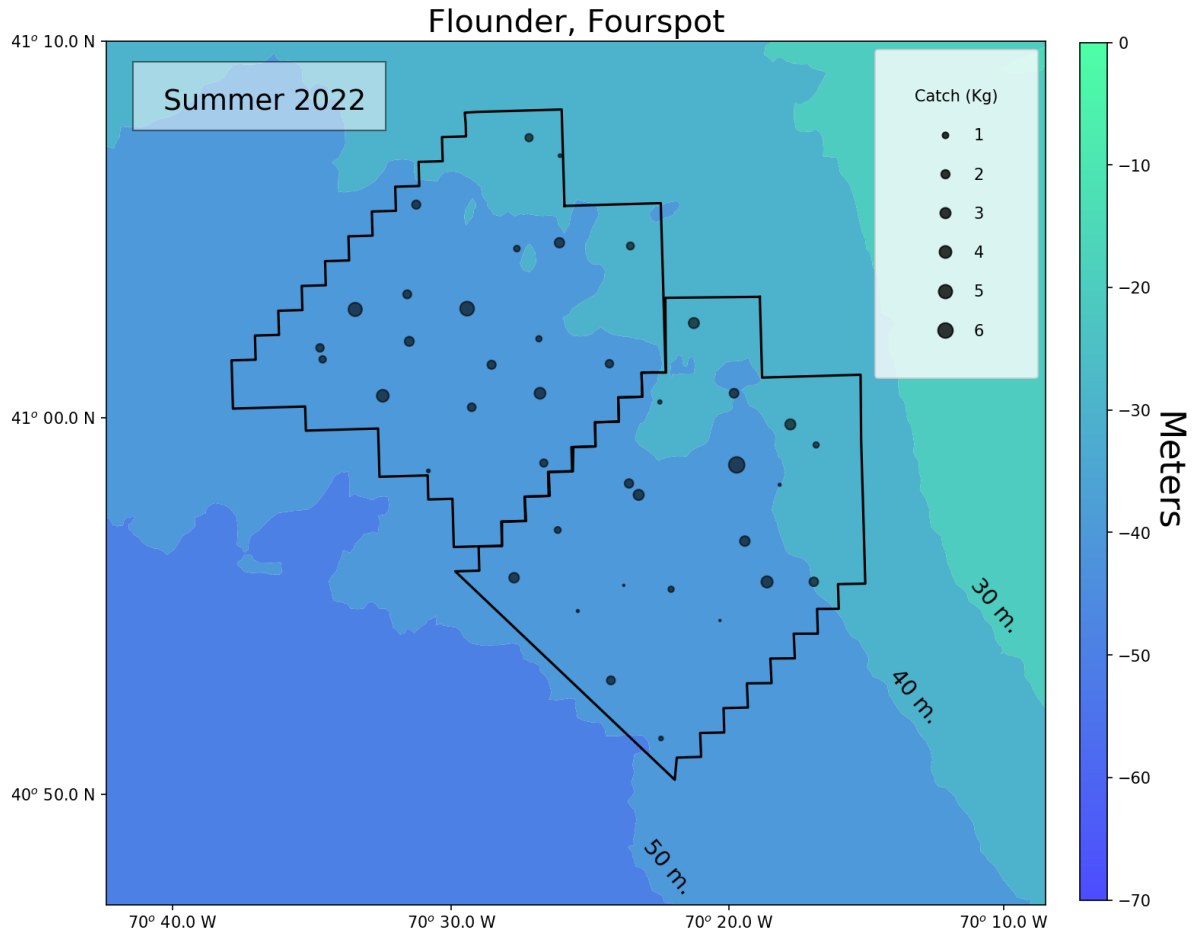 Flounder, Fourspot
41° 10.0 N
41° 00.0 N
40° 50.0 N
Summer 2022
Catch (Kg)
1
2
3
4
5
6
30 m.
40 m.
50 m.
70° 40.0 W
70° 30.0 W
70° 20.0 W
70° 10.0 W
0
−10
−20
−30
−40
−50
−60
−70
Meters